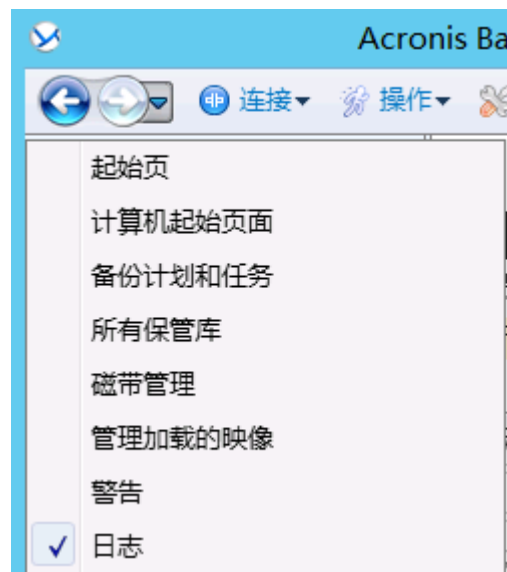 Acronis Ba
连接 操作
起始页
计算机起始页面
备份计划和任务
所有保管库
磁带管理
管理加载的映像
警告
日志